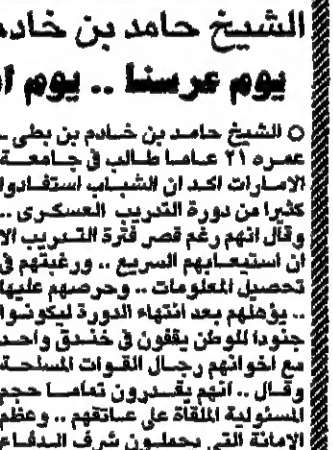 الشيخ حامد بن خادم
يوم عرسنا .. يوم
○ الشيخ حامد بن خادم بن بطي ..
عمره ٢١ عاما طالب في جامعة
الامارات اكد ان الشباب استفادوا
كثيرا من دورة التدريب العسكرى ..
وقال انهم رغم قصر فترة التدريب الا
ان استيعابهم السريع .. ورغبتهم في
تحصيل المعلومات .. وحرصهم عليها
.. يؤهلهم بعد انتهاء الدورة ليكونوا
جنودا للوطن يقفون في خندق واحد
مع اخوانهم رجال القوات المسلحة
وقال .. انهم يقدرون تماما حجم
المسئولية الملقاة على عاتقهم .. وعظم
الامانة التي يحملون شرف الدفاع